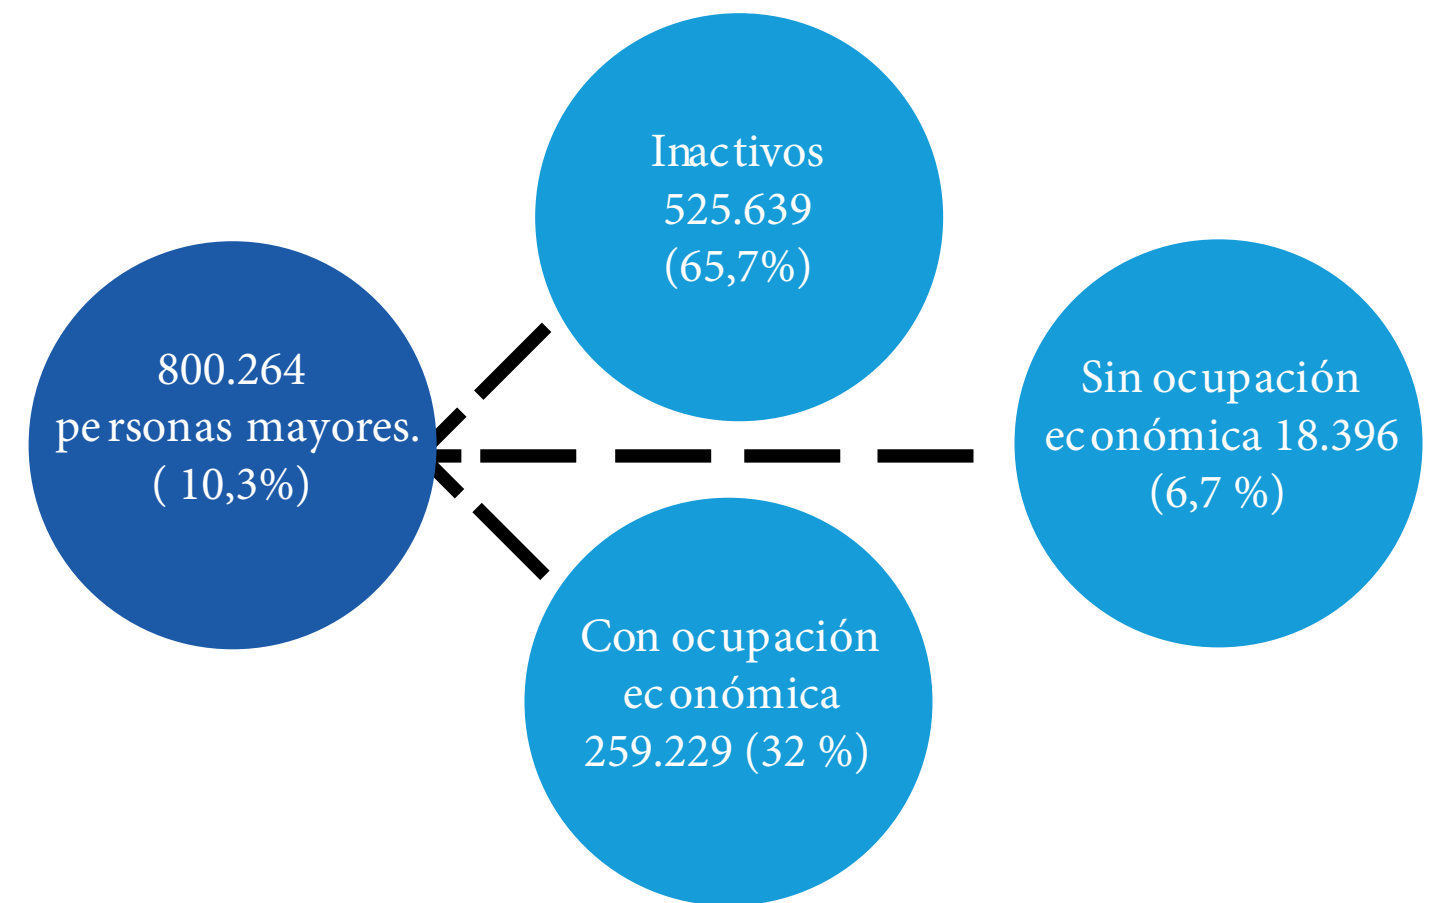 Inactivos
525.639
(65,7%)
800.264
personas mayores.
( 10,3%)
Sin ocupación
económica 18.396
(6,7 %)
Con ocupación
económica
259.229 (32 %)